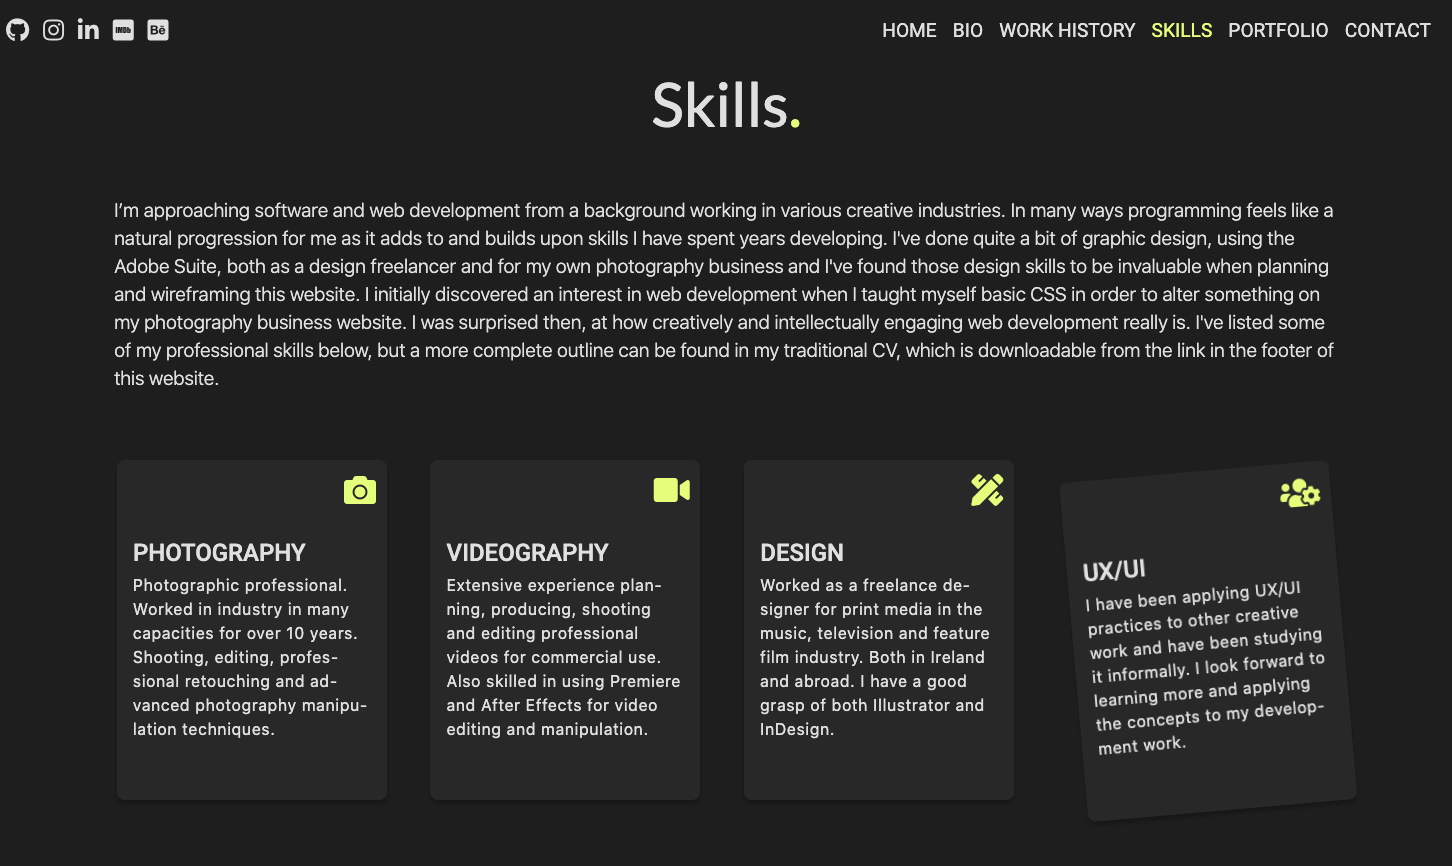 IMDb Bē
HOME BIO WORK HISTORY SKILLS PORTFOLIO CONTACT
Skills.
I’m approaching software and web development from a background working in various creative industries. In many ways programming feels like a
natural progression for me as it adds to and builds upon skills I have spent years developing. I've done quite a bit of graphic design, using the
Adobe Suite, both as a design freelancer and for my own photography business and I've found those design skills to be invaluable when planning
and wireframing this website. I initially discovered an interest in web development when I taught myself basic CSS in order to alter something on
my photography business website. I was surprised then, at how creatively and intellectually engaging web development really is. I've listed some
of my professional skills below, but a more complete outline can be found in my traditional CV, which is downloadable from the link in the footer of
this website.
PHOTOGRAPHY
Photographic professional.
Worked in industry in many
capacities for over 10 years.
Shooting, editing, profes-
sional retouching and ad-
vanced photography manipu-
lation techniques.
VIDEOGRAPHY
Extensive experience plan-
ning, producing, shooting
and editing professional
videos for commercial use.
Also skilled in using Premiere
and After Effects for video
editing and manipulation.
DESIGN
Worked as a freelance de-
signer for print media in the
music, television and feature
film industry. Both in Ireland
and abroad. I have a good
grasp of both Illustrator and
InDesign.
UX/UI
I have been applying UX/UI
practices to other creative
work and have been studying
it informally. I look forward to
learning more and applying
the concepts to my develop-
ment work.